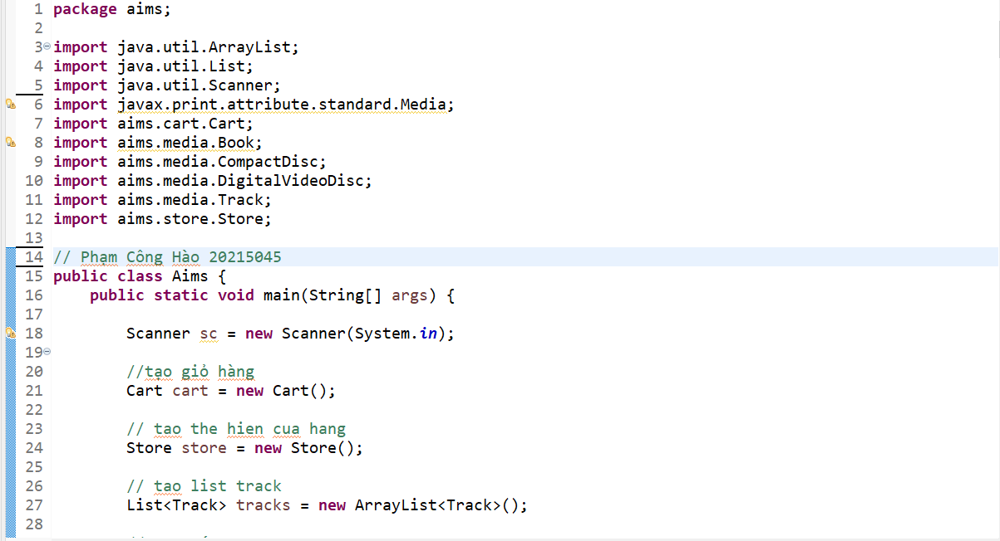 1 package aims;
2
3 import java.util.ArrayList;
4 import java.util.List;
5 import java.util.Scanner;
6 import javax.print.attribute.standard.Media;
7 import aims.cart.Cart;
8 import aims.media.Book;
9 import aims.media.CompactDisc;
10 import aims.media.DigitalVideoDisc;
11 import aims.media.Track;
12 import aims.store.Store;
13
14 // Phạm Công Hào 20215045
15 public class Aims {
16 public static void main(String[] args) {
17
18 Scanner sc = new Scanner(System.in);
19
20 //tạo giỏ hàng
21 Cart cart = new Cart();
22
23 // tao the hien cua hang
24 Store store = new Store();
25
26 // tao list track
27 List<Track> tracks = new ArrayList<Track>();
28